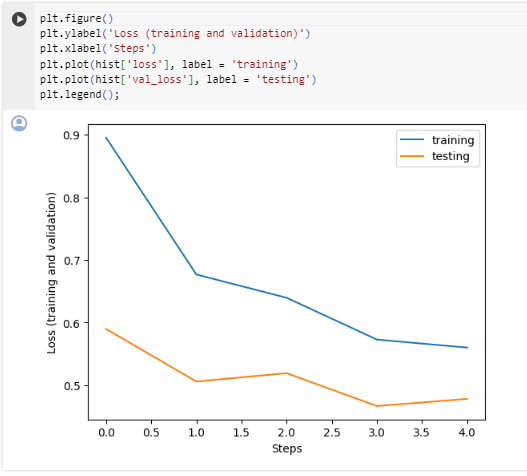 plt.figure()
plt.ylabel('Loss (training and validation)')
plt.xlabel('Steps')
plt.plot(hist['loss'], label = 'training')
plt.plot(hist['val_loss'], label = 'testing')
plt.legend();
training
testing
Loss (training and validation)
0.9
0.8
0.7
0.6
0.5
0.0 0.5 1.0 1.5 2.0 2.5 3.0 3.5 4.0
Steps